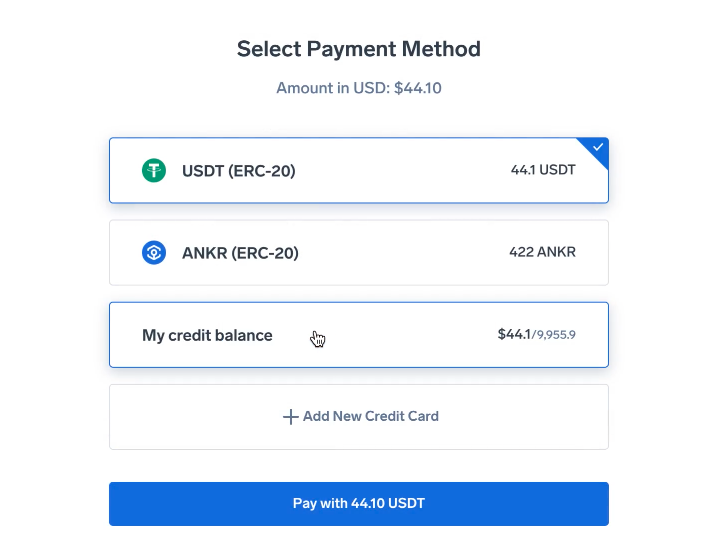 Select Payment Method
Amount in USD: $44.10
USDT (ERC-20) 44.1 USDT
ANKR (ERC-20) 422 ANKR
My credit balance $44.1/9,955.9
Add New Credit Card
Pay with 44.10 USDT